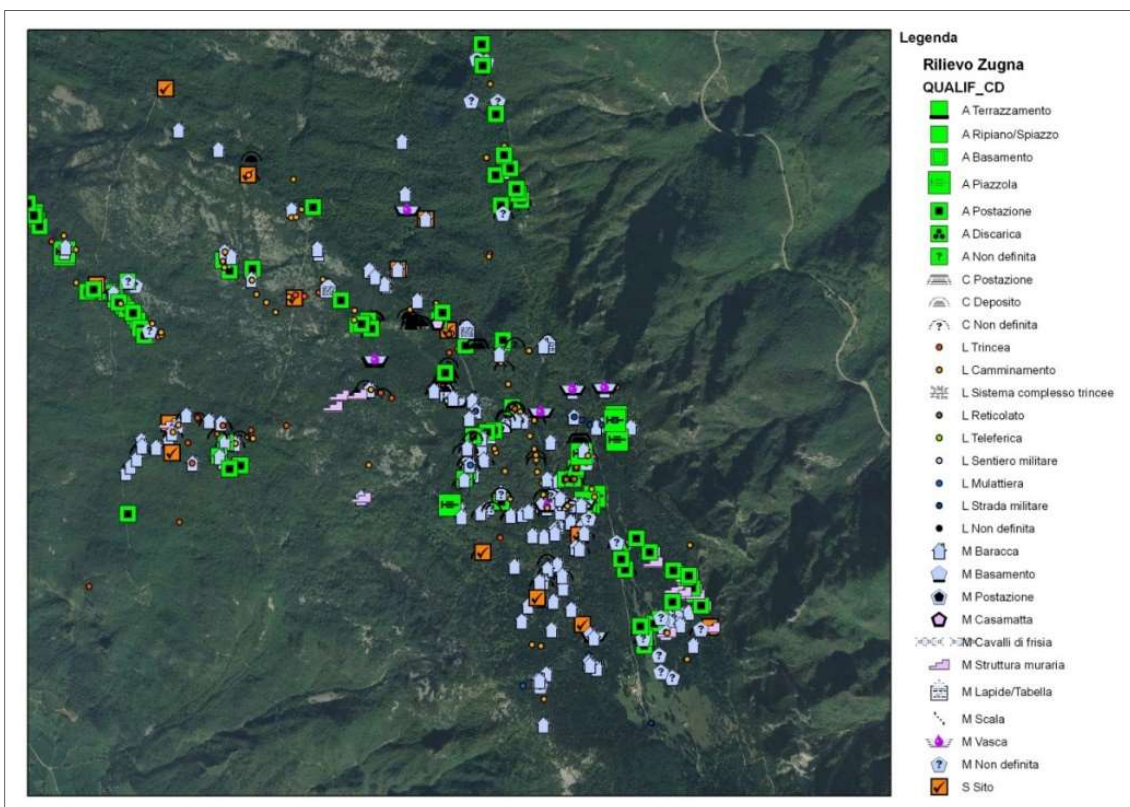 Legenda
Rilievo Zugna
QUALIF_CD
A Terrazzamento
A Ripiano/Spiazzo
A Basamento
A Piazzola
A Postazione
A Discarica
A Non definita
C Postazione
C Deposito
C Non definita
L Trincea
L Camminamento
L Sistema complesso trincee
L Reticolato
L Teleferica
L Sentiero militare
L Mulattiera
L Strada militare
L Non definita
M Baracca
M Basamento
M Postazione
M Casamatta
M Cavalli di frisia
M Struttura muraria
M Lapide/Tabella
M Scala
M Vasca
M Non definita
S Sito